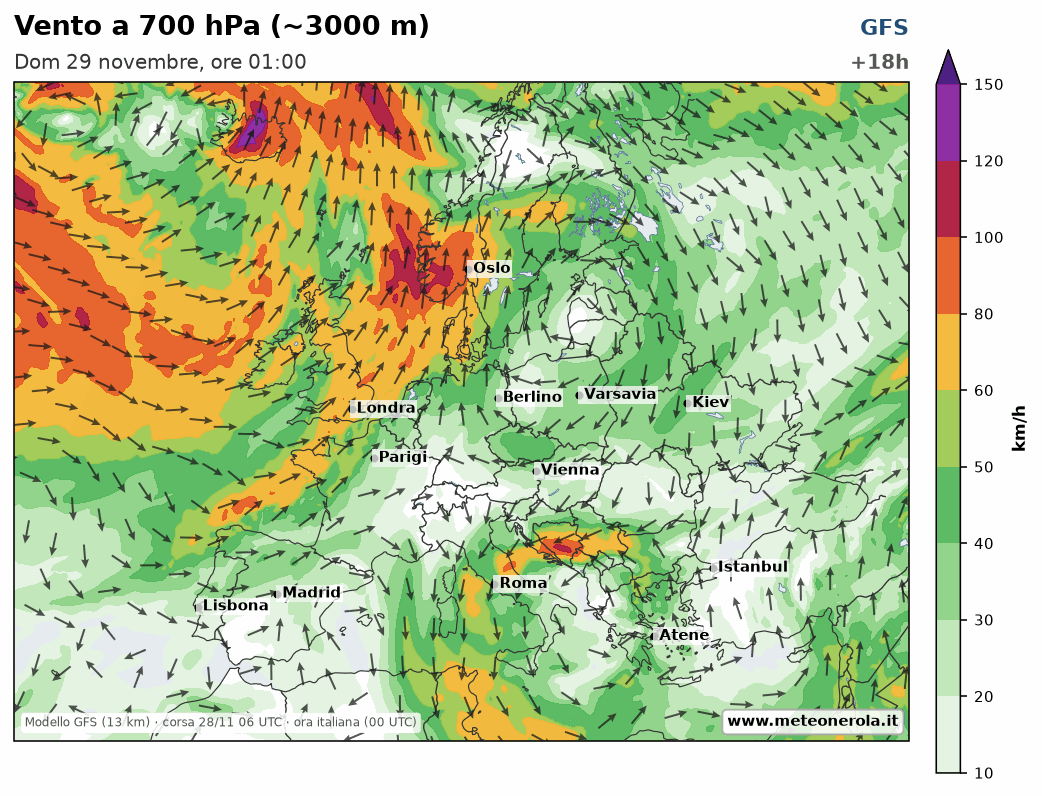 Vento a 700 hPa (~3000 m)
GFS
Dom 29 novembre, ore 01:00
+18h
150
120
100
80
60
50
40
30
20
10
km/h
Oslo
Londra
Berlino
Varsavia
Kiev
Parigi
Vienna
Roma
Istanbul
Madrid
Lisbona
Atene
Modello GFS (13 km) · corsa 28/11 06 UTC · ora italiana (00 UTC)
www.meteonerola.it